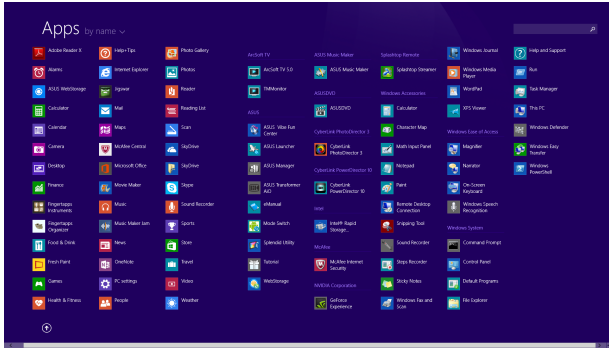 Apps by name
Adobe Reader X
Alarms
ASUS WebStorage
Calculator
Calendar
Camera
Desktop
Finance
Fingertapps
Instruments
Fingertapps
Organizer
Food & Drink
Fresh Paint
Games
Health & Fitness
Help+Tips
Internet Explorer
Jigswar
Mail
Maps
McAfee Central
Microsoft Office
Movie Maker
Music
Music Maker Jam
News
OneNote
PC settings
People
Photo Gallery
Photos
Reader
Reading List
Scan
SkyDrive
SkyDrive
Skype
Sound Recorder
Sports
Store
Travel
Video
Weather
ArcSoft TV
ArcSoft TV 5.0
TMMonitor
ASUS
ASUS Vibe Fun
Center
ASUS Launcher
ASUS Manager
ASUS Transformer
AiO
eManual
Mode Switch
Splendid Utility
Tutorial
WebStorage
ASUS Music Maker
ASUS Music Maker
ASUSDVD
ASUSDVD
CyberLink PhotoDirector 3
CyberLink
PhotoDirector 3
CyberLink PowerDirector 10
CyberLink
PowerDirector 10
Intel
Intel® Rapid
Storage...
McAfee
McAfee Internet
Security
NVIDIA Corporation
GeForce
Experience
Splashtop Remote
Splashtop Streamer
Windows Accessories
Calculator
Character Map
Math Input Panel
Notepad
Paint
Remote Desktop
Connection
Snipping Tool
Sound Recorder
Steps Recorder
Sticky Notes
Windows Fax and
Scan
Windows Journal
Windows Media
Player
WordPad
XPS Viewer
Windows Ease of Access
Magnifier
Narrator
On-Screen
Keyboard
Windows Speech
Recognition
Windows System
Command Prompt
Control Panel
Default Programs
File Explorer
Help and Support
Run
Task Manager
This PC
Windows Defender
Windows Easy
Transfer
Windows
PowerShell